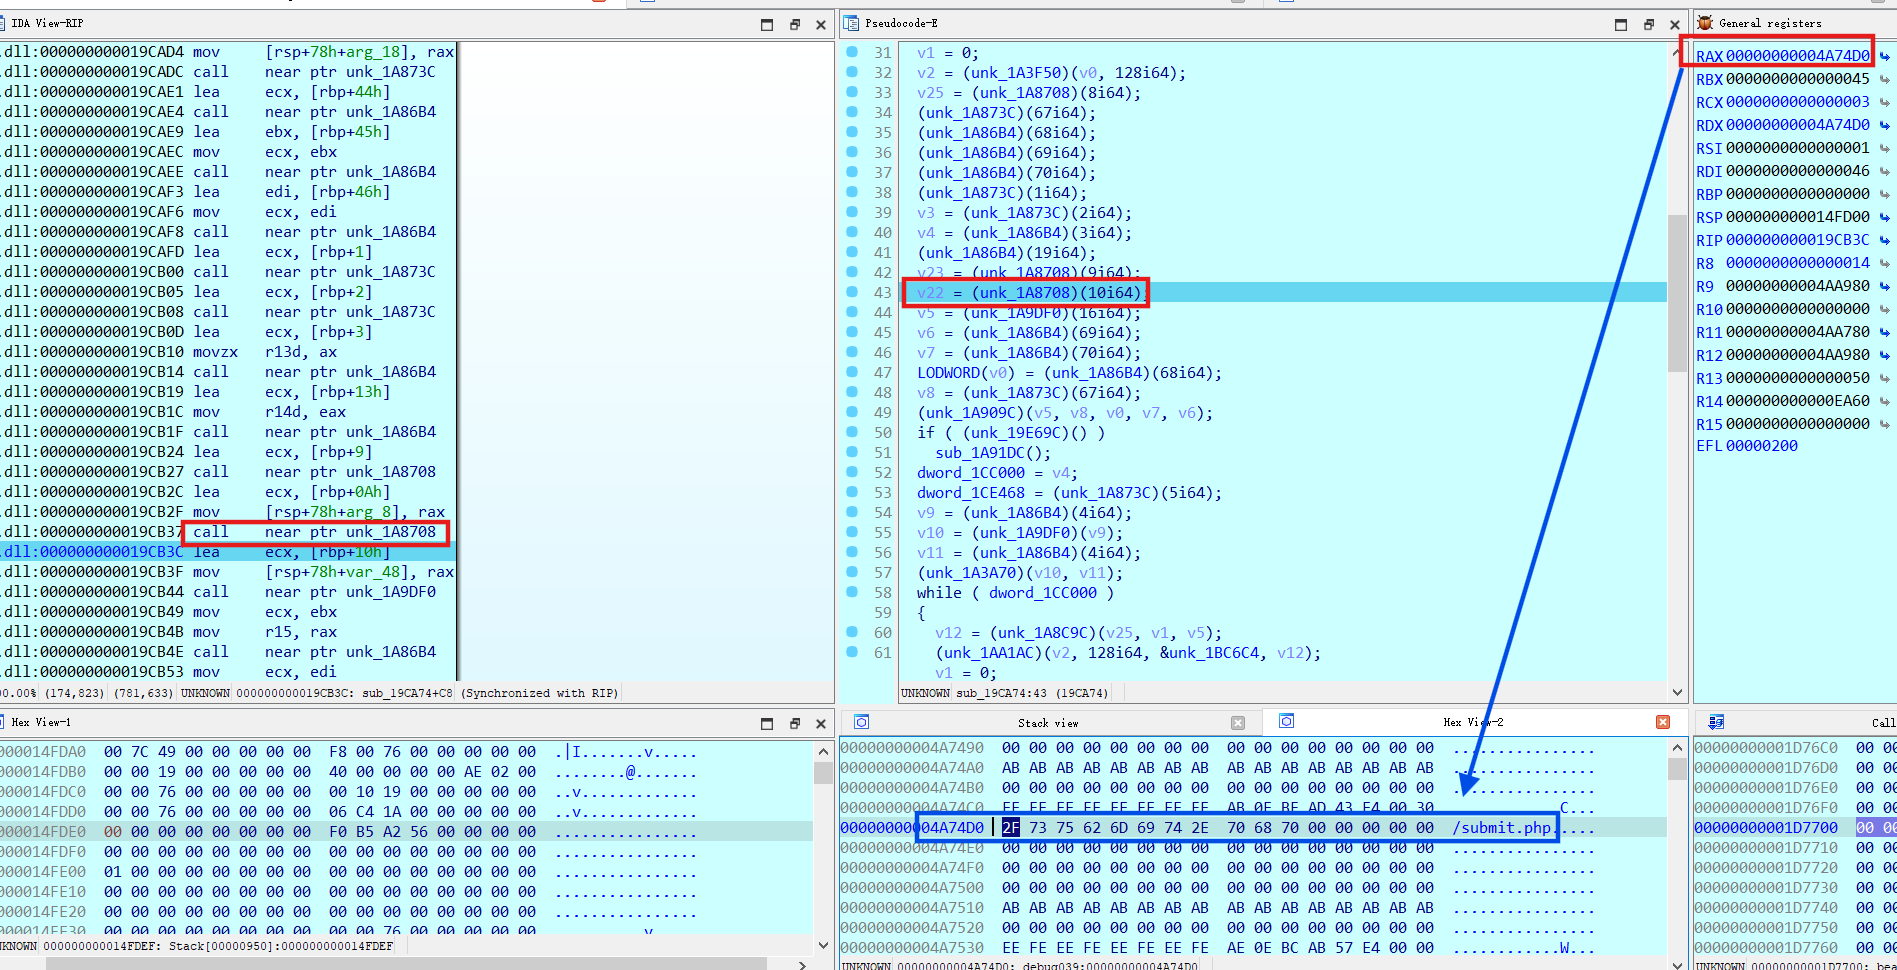 IDA View-RIP
.dll:000000000019CAD4 mov [rsp+78h+arg_18], rax
.dll:000000000019CADC call near ptr unk_1A873C
.dll:000000000019CAE1 lea ecx, [rbp+44h]
.dll:000000000019CAE4 call near ptr unk_1A86B4
.dll:000000000019CAE9 lea ebx, [rbp+45h]
.dll:000000000019CAEC mov ecx, ebx
.dll:000000000019CAEE call near ptr unk_1A86B4
.dll:000000000019CAF3 lea edi, [rbp+46h]
.dll:000000000019CAF6 mov ecx, edi
.dll:000000000019CAF8 call near ptr unk_1A86B4
.dll:000000000019CAFD lea ecx, [rbp+1]
.dll:000000000019CB00 call near ptr unk_1A873C
.dll:000000000019CB05 lea ecx, [rbp+2]
.dll:000000000019CB08 call near ptr unk_1A873C
.dll:000000000019CB0D lea ecx, [rbp+3]
.dll:000000000019CB10 movzx r13d, ax
.dll:000000000019CB14 call near ptr unk_1A86B4
.dll:000000000019CB19 lea ecx, [rbp+13h]
.dll:000000000019CB1C mov r14d, eax
.dll:000000000019CB1F call near ptr unk_1A86B4
.dll:000000000019CB24 lea ecx, [rbp+9]
.dll:000000000019CB27 call near ptr unk_1A8708
.dll:000000000019CB2C lea ecx, [rbp+0Ah]
.dll:000000000019CB2F mov [rsp+78h+arg_8], rax
.dll:000000000019CB37 call near ptr unk_1A8708
.dll:000000000019CB3C lea ecx, [rbp+10h]
.dll:000000000019CB3F mov [rsp+78h+var_48], rax
.dll:000000000019CB44 call near ptr unk_1A9DF0
.dll:000000000019CB49 mov ecx, ebx
.dll:000000000019CB4B mov r15, rax
.dll:000000000019CB4E call near ptr unk_1A86B4
.dll:000000000019CB53 mov ecx, edi
00.00% (174,823) (781,633) UNKNOWN 000000000019CB3C: sub_19CA74+C8 (Synchronized with RIP)
Pseudocode-E
31 v1 = 0;
32 v2 = (unk_1A3F50)(v0, 128i64);
33 v25 = (unk_1A8708)(8i64);
34 (unk_1A873C)(67i64);
35 (unk_1A86B4)(68i64);
36 (unk_1A86B4)(69i64);
37 (unk_1A86B4)(70i64);
38 (unk_1A873C)(1i64);
39 v3 = (unk_1A873C)(2i64);
40 v4 = (unk_1A86B4)(3i64);
41 (unk_1A86B4)(19i64);
42 v23 = (unk_1A8708)(9i64);
43 v22 = (unk_1A8708)(10i64);
44 v5 = (unk_1A9DF0)(16i64);
45 v6 = (unk_1A86B4)(69i64);
46 v7 = (unk_1A86B4)(70i64);
47 LODWORD(v0) = (unk_1A86B4)(68i64);
48 v8 = (unk_1A873C)(67i64);
49 (unk_1A909C)(v5, v8, v0, v7, v6);
50 if ( (unk_19E69C)() )
51 sub_1A91DC();
52 dword_1CC000 = v4;
53 dword_1CE468 = (unk_1A873C)(5i64);
54 v9 = (unk_1A86B4)(4i64);
55 v10 = (unk_1A9DF0)(v9);
56 v11 = (unk_1A86B4)(4i64);
57 (unk_1A3A70)(v10, v11);
58 while ( dword_1CC000 )
59 {
60 v12 = (unk_1A8C9C)(v25, v1, v5);
61 (unk_1AA1AC)(v2, 128i64, &unk_1BC6C4, v12);
v1 = 0;
UNKNOWN sub_19CA74:43 (19CA74)
General registers
RAX 00000000004A74D0
RBX 0000000000000045
RCX 0000000000000003
RDX 00000000004A74D0
RSI 0000000000000001
RDI 0000000000000046
RBP 0000000000000000
RSP 000000000014FD00
RIP 000000000019CB3C
R8 0000000000000014
R9 00000000004AA980
R10 0000000000000000
R11 00000000004AA780
R12 00000000004AA980
R13 0000000000000050
R14 000000000000EA60
R15 0000000000000000
EFL 00000200
Hex View-1
000014FDA0 00 7C 49 00 00 00 00 00 F8 00 76 00 00 00 00 00 .|I.......v.....
000014FDB0 00 00 19 00 00 00 00 00 40 00 00 00 00 AE 02 00 ........@.......
000014FDC0 00 00 76 00 00 00 00 00 00 10 19 00 00 00 00 00 ..v.............
000014FDD0 00 00 76 00 00 00 00 00 06 C4 1A 00 00 00 00 00 ..v.............
000014FDE0 00 00 00 00 00 00 00 00 F0 B5 A2 56 00 00 00 00
000014FDF0 00 00 00 00 00 00 00 00 00 00 00 00 00 00 00 00 ................
000014FE00 01 00 00 00 00 00 00 00 00 00 00 00 00 00 00 00 ................
000014FE10 00 00 00 00 00 00 00 00 00 00 00 00 00 00 00 00 ................
000014FE20 00 00 00 00 00 00 00 00 00 00 00 00 00 00 00 00 ................
000014FE30 00 00 00 00 00 00 00 00 00 00 76 00 00 00 00 00
UNKNOWN 000000000014FDEF: Stack[00000950]:000000000014FDEF
Stack view
Hex View-2
00000000004A7490 00 00 00 00 00 00 00 00 00 00 00 00 00 00 00 00 ................
00000000004A74A0 AB AB AB AB AB AB AB AB AB AB AB AB AB AB AB AB ................
00000000004A74B0 00 00 00 00 00 00 00 00 00 00 00 00 00 00 00 00 ................
00000000004A74C0 EE FE EE FE EE FE EE FE AB 0E BE AD 43 E4 00 30 ............C...
00000000004A74D0 2F 73 75 62 6D 69 74 2E 70 68 70 00 00 00 00 00 /submit.php.....
00000000004A74E0 00 00 00 00 00 00 00 00 00 00 00 00 00 00 00 00 ................
00000000004A74F0 00 00 00 00 00 00 00 00 00 00 00 00 00 00 00 00 ................
00000000004A7500 00 00 00 00 00 00 00 00 00 00 00 00 00 00 00 00 ................
00000000004A7510 AB AB AB AB AB AB AB AB AB AB AB AB AB AB AB AB ................
00000000004A7520 00 00 00 00 00 00 00 00 00 00 00 00 00 00 00 00 ................
00000000004A7530 EE FE EE FE EE FE EE FE AE 0E BC AB 57 E4 00 00 ............W...
UNKNOWN 00000000004A74D0: debug039:00000000004A74D0
Call
00000000001D76C0 00 00
00000000001D76D0 00 00
00000000001D76E0 00 00
00000000001D76F0 00 00
00000000001D7700 00 00
00000000001D7710 00 00
00000000001D7720 00 00
00000000001D7730 00 00
00000000001D7740 00 00
00000000001D7750 00 00
00000000001D7760 00 00
UNKNOWN 00000000001D7700: bea